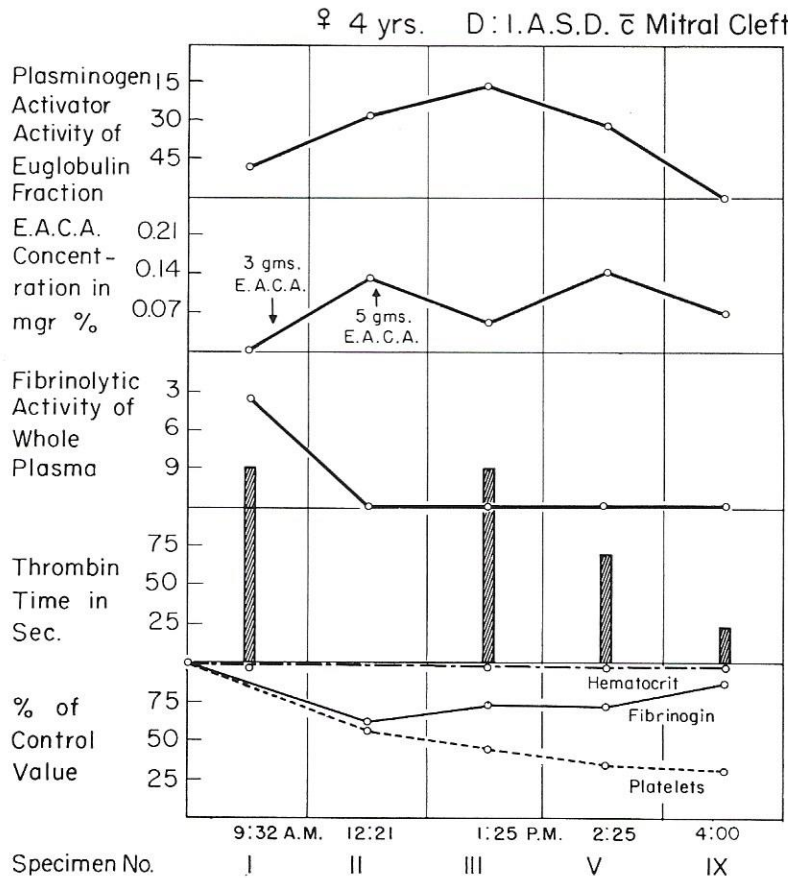 ♀ 4 yrs. D: I.A.S.D. c̄ Mitral Cleft
Plasminogen
Activator
Activity of
Euglobulin
Fraction
15
30
45
E.A.C.A.
Concent-
ration in
mgr %
0.21
0.14
0.07
3 gms.
E.A.C.A.
5 gms.
E.A.C.A.
Fibrinolytic
Activity of
Whole
Plasma
3
6
9
Thrombin
Time in
Sec.
75
50
25
% of
Control
Value
75
50
25
Hematocrit
Fibrinogin
Platelets
9:32 A.M. 12:21 1:25 P.M. 2:25 4:00
Specimen No. I II III V IX